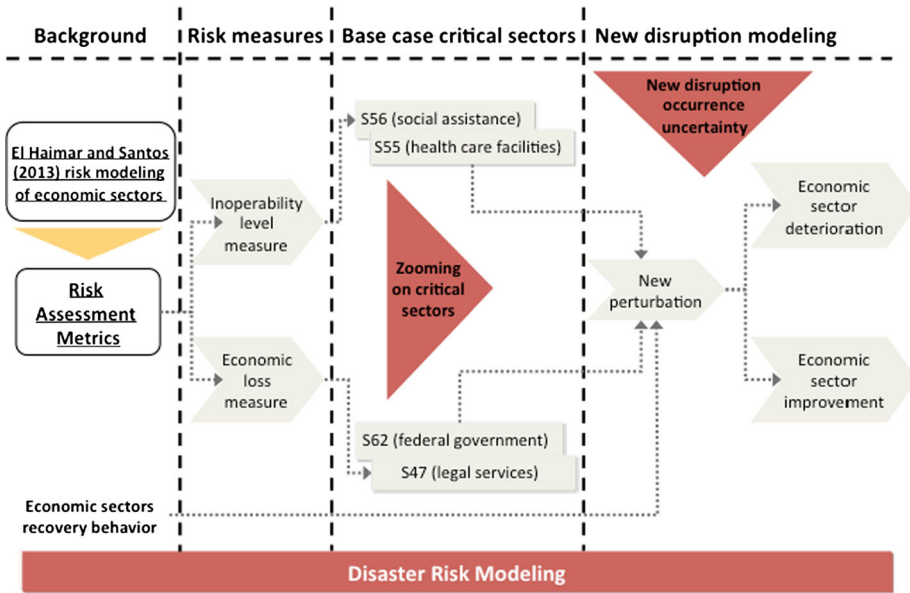 Background
Risk measures
Base case critical sectors
New disruption modeling
El Haimar and Santos
(2013) risk modeling
of economic sectors
Risk
Assessment
Metrics
Inoperability
level
measure
Economic
loss
measure
S56 (social assistance)
S55 (health care facilities)
Zooming
on critical
sectors
S62 (federal government)
S47 (legal services)
New disruption
occurrence
uncertainty
New
perturbation
Economic
sector
deterioration
Economic
sector
improvement
Economic sectors
recovery behavior
Disaster Risk Modeling